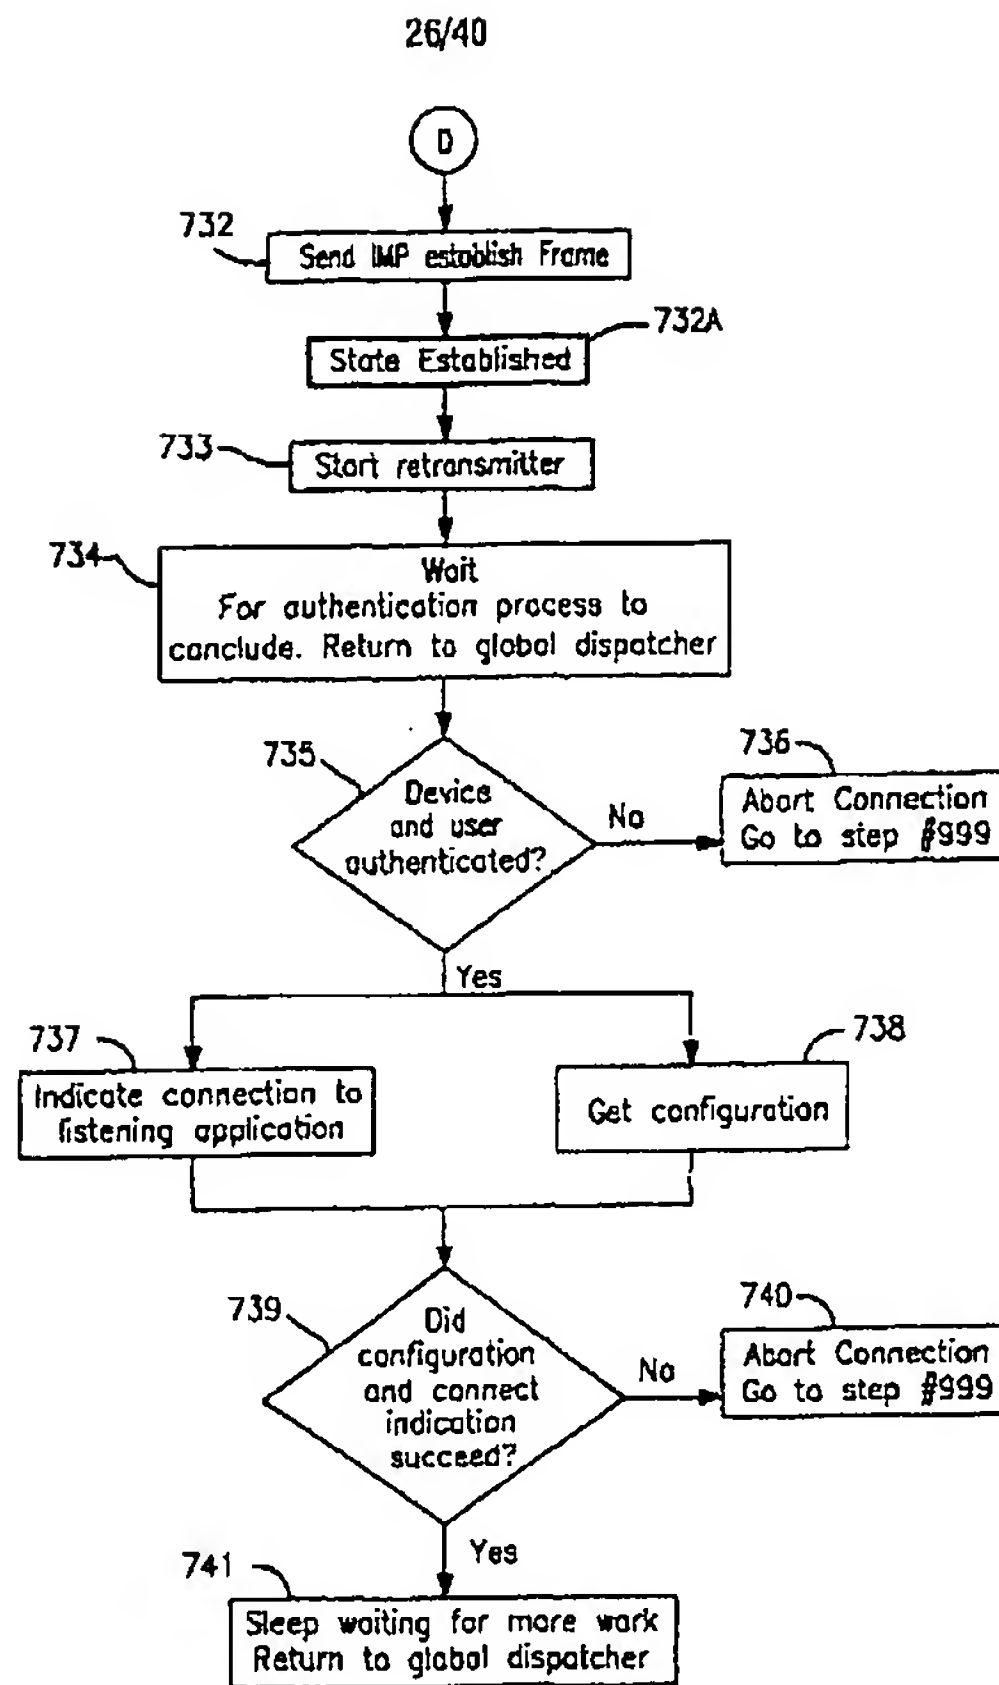 26/40
D
732
Send IMP establish Frame
732A
State Established
733
Start retransmitter
734
Wait
For authentication process to
conclude. Return to global dispatcher
735
Device
and user
authenticated?
No
736
Abort Connection
Go to step #999
Yes
737
Indicate connection to
listening application
738
Get configuration
739
Did
configuration
and connect
indication
succeed?
No
740
Abort Connection
Go to step #999
Yes
741
Sleep waiting for more work
Return to global dispatcher